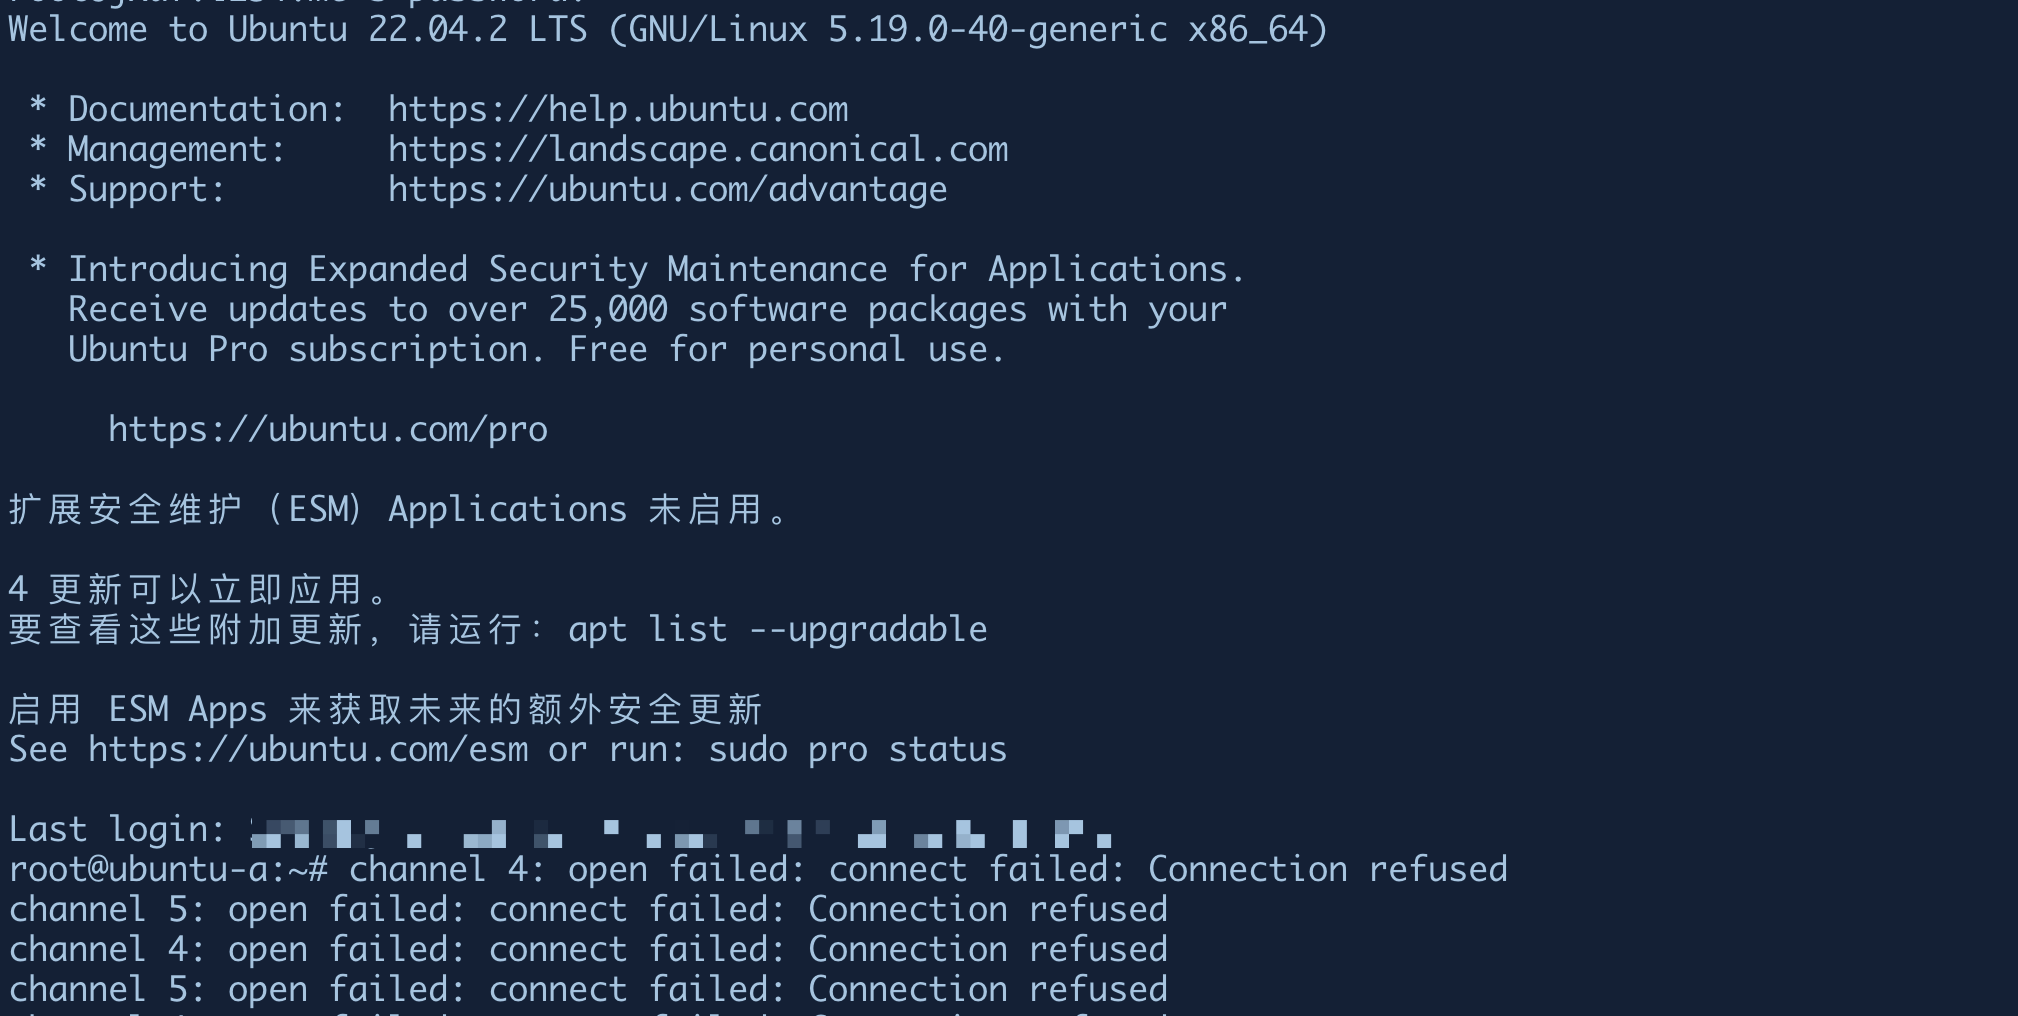 Welcome to Ubuntu 22.04.2 LTS (GNU/Linux 5.19.0-40-generic x86_64)
* Documentation: https://help.ubuntu.com
* Management: https://landscape.canonical.com
* Support: https://ubuntu.com/advantage
* Introducing Expanded Security Maintenance for Applications.
Receive updates to over 25,000 software packages with your
Ubuntu Pro subscription. Free for personal use.
https://ubuntu.com/pro
扩展安全维护（ESM）Applications 未启用。
4 更新可以立即应用。
要查看这些附加更新，请运行：apt list --upgradable
启用 ESM Apps 来获取未来的额外安全更新
See https://ubuntu.com/esm or run: sudo pro status
Last login:
root@ubuntu-a:~# channel 4: open failed: connect failed: Connection refused
channel 5: open failed: connect failed: Connection refused
channel 4: open failed: connect failed: Connection refused
channel 5: open failed: connect failed: Connection refused